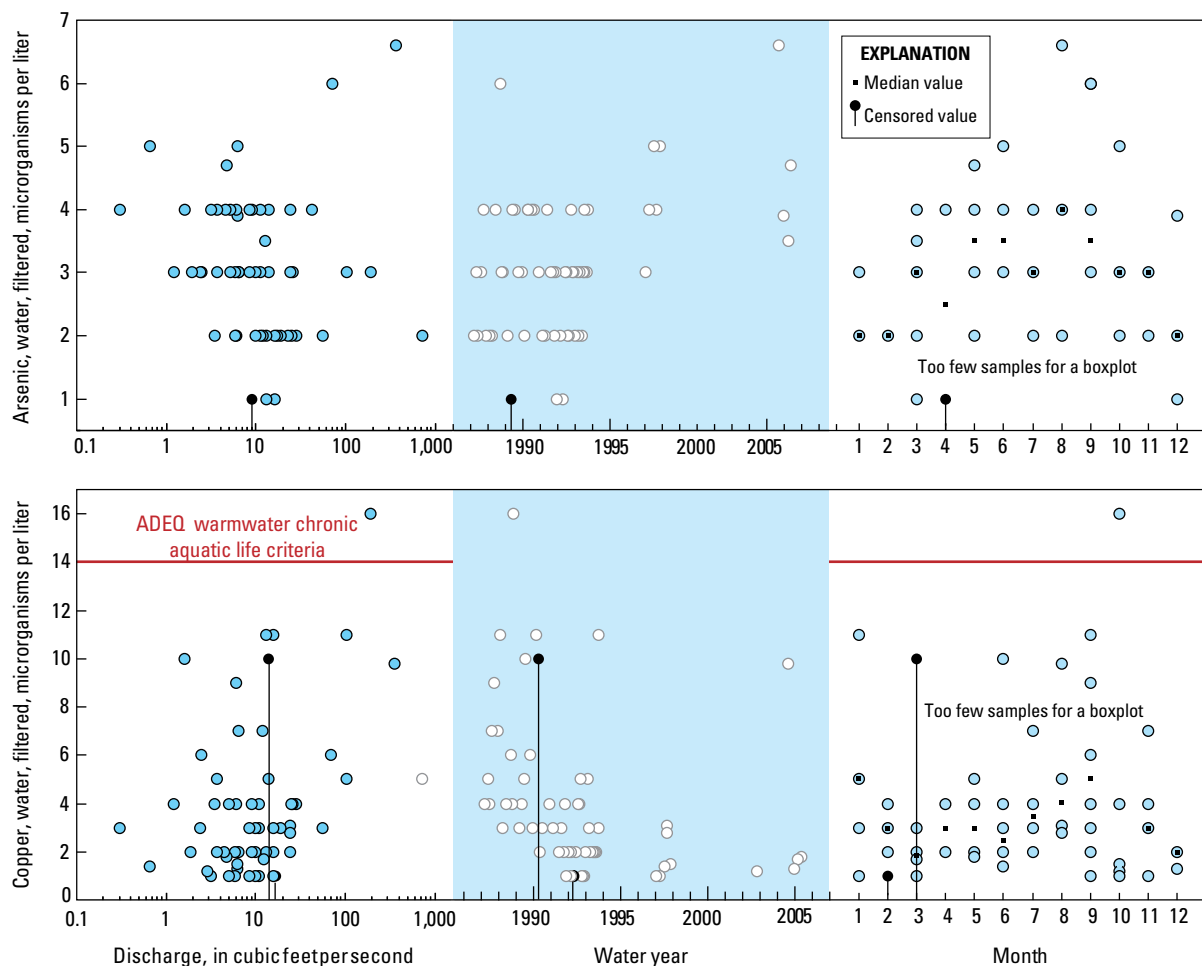 Arsenic, water, filtered, microrganisms per liter
7
6
5
4
3
2
1
0.1 1 10 100 1,000
1990 1995 2000 2005
1 2 3 4 5 6 7 8 9 10 11 12
EXPLANATION
Median value
Censored value
Too few samples for a boxplot
Copper, water, filtered, microrganisms per liter
16
14
12
10
8
6
4
2
0
ADEQ warmwater chronic
aquatic life criteria
Too few samples for a boxplot
0.1 1 10 100 1,000
1990 1995 2000 2005
1 2 3 4 5 6 7 8 9 10 11 12
Discharge, in cubic feet per second
Water year
Month